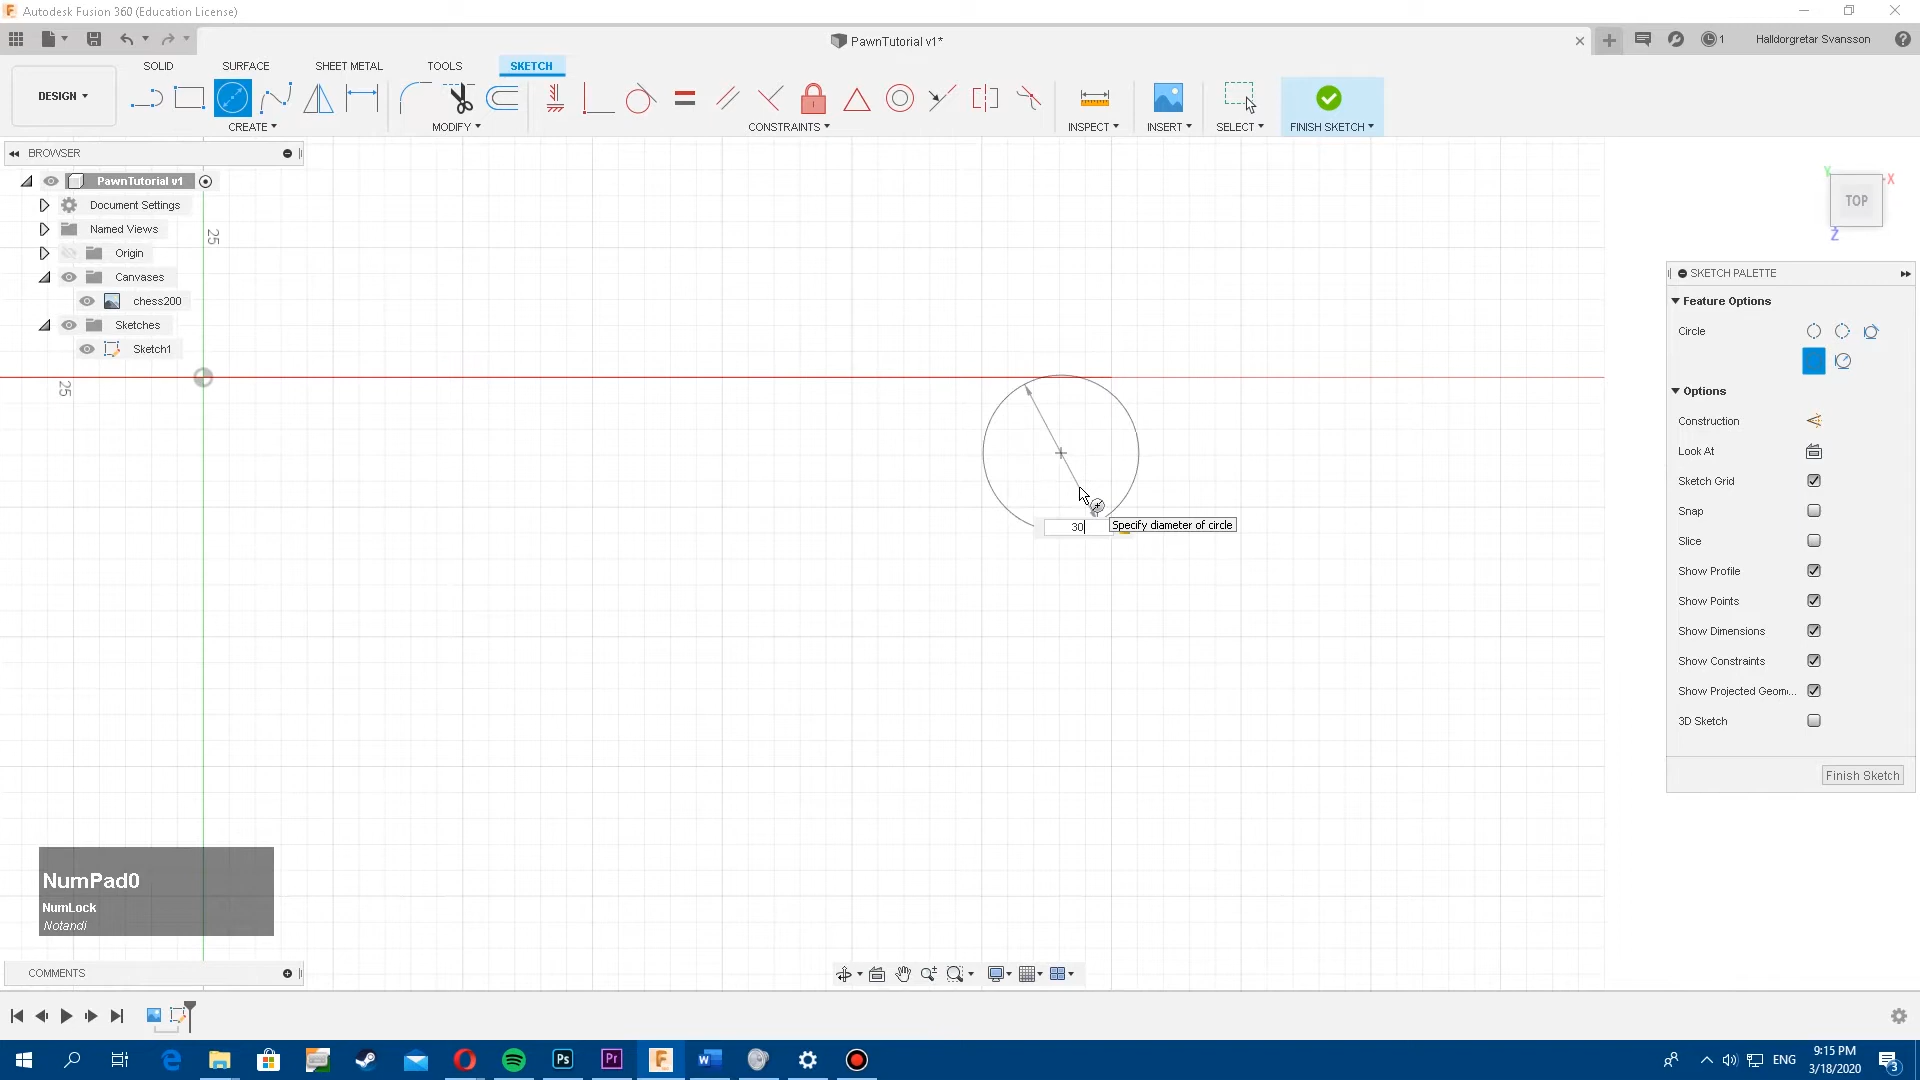 Autodesk Fusion 360 (Education License)
PawnTutorial v1*
1
Halldorgretar Svansson
SOLID
SURFACE
SHEET METAL
TOOLS
SKETCH
DESIGN
CREATE
MODIFY
CONSTRAINTS
INSPECT
INSERT
SELECT
FINISH SKETCH
BROWSER
PawnTutorial v1
Document Settings
Named Views
Origin
Canvases
chess200
Sketches
Sketch1
25
25
30
Specify diameter of circle
Y
X
TOP
Z
SKETCH PALETTE
Feature Options
Circle
Options
Construction
Look At
Sketch Grid
Snap
Slice
Show Profile
Show Points
Show Dimensions
Show Constraints
Show Projected Geom...
3D Sketch
Finish Sketch
NumPad0
NumLock
Notandi
COMMENTS
Ps
Pr
F
W
ENG
9:15 PM
3/18/2020
3